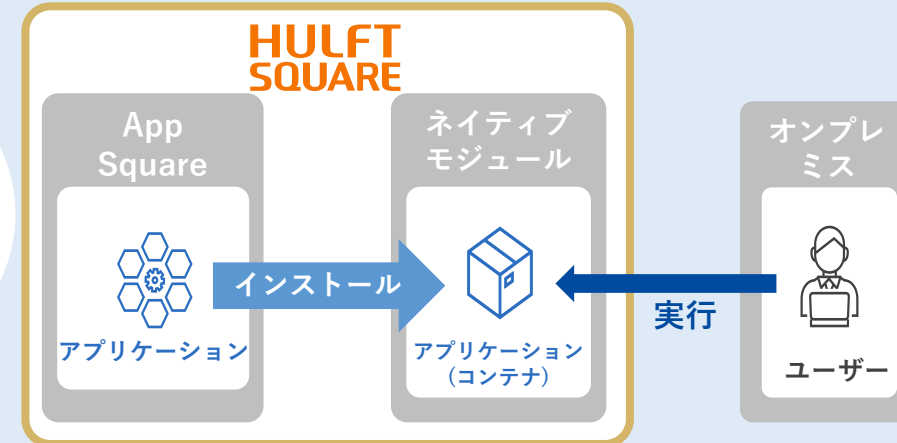 HULFT
SQUARE
App
Square
アプリケーション
インストール
ネイティブ
モジュール
アプリケーション
(コンテナ)
実行
オンプレ
ミス
ユーザー